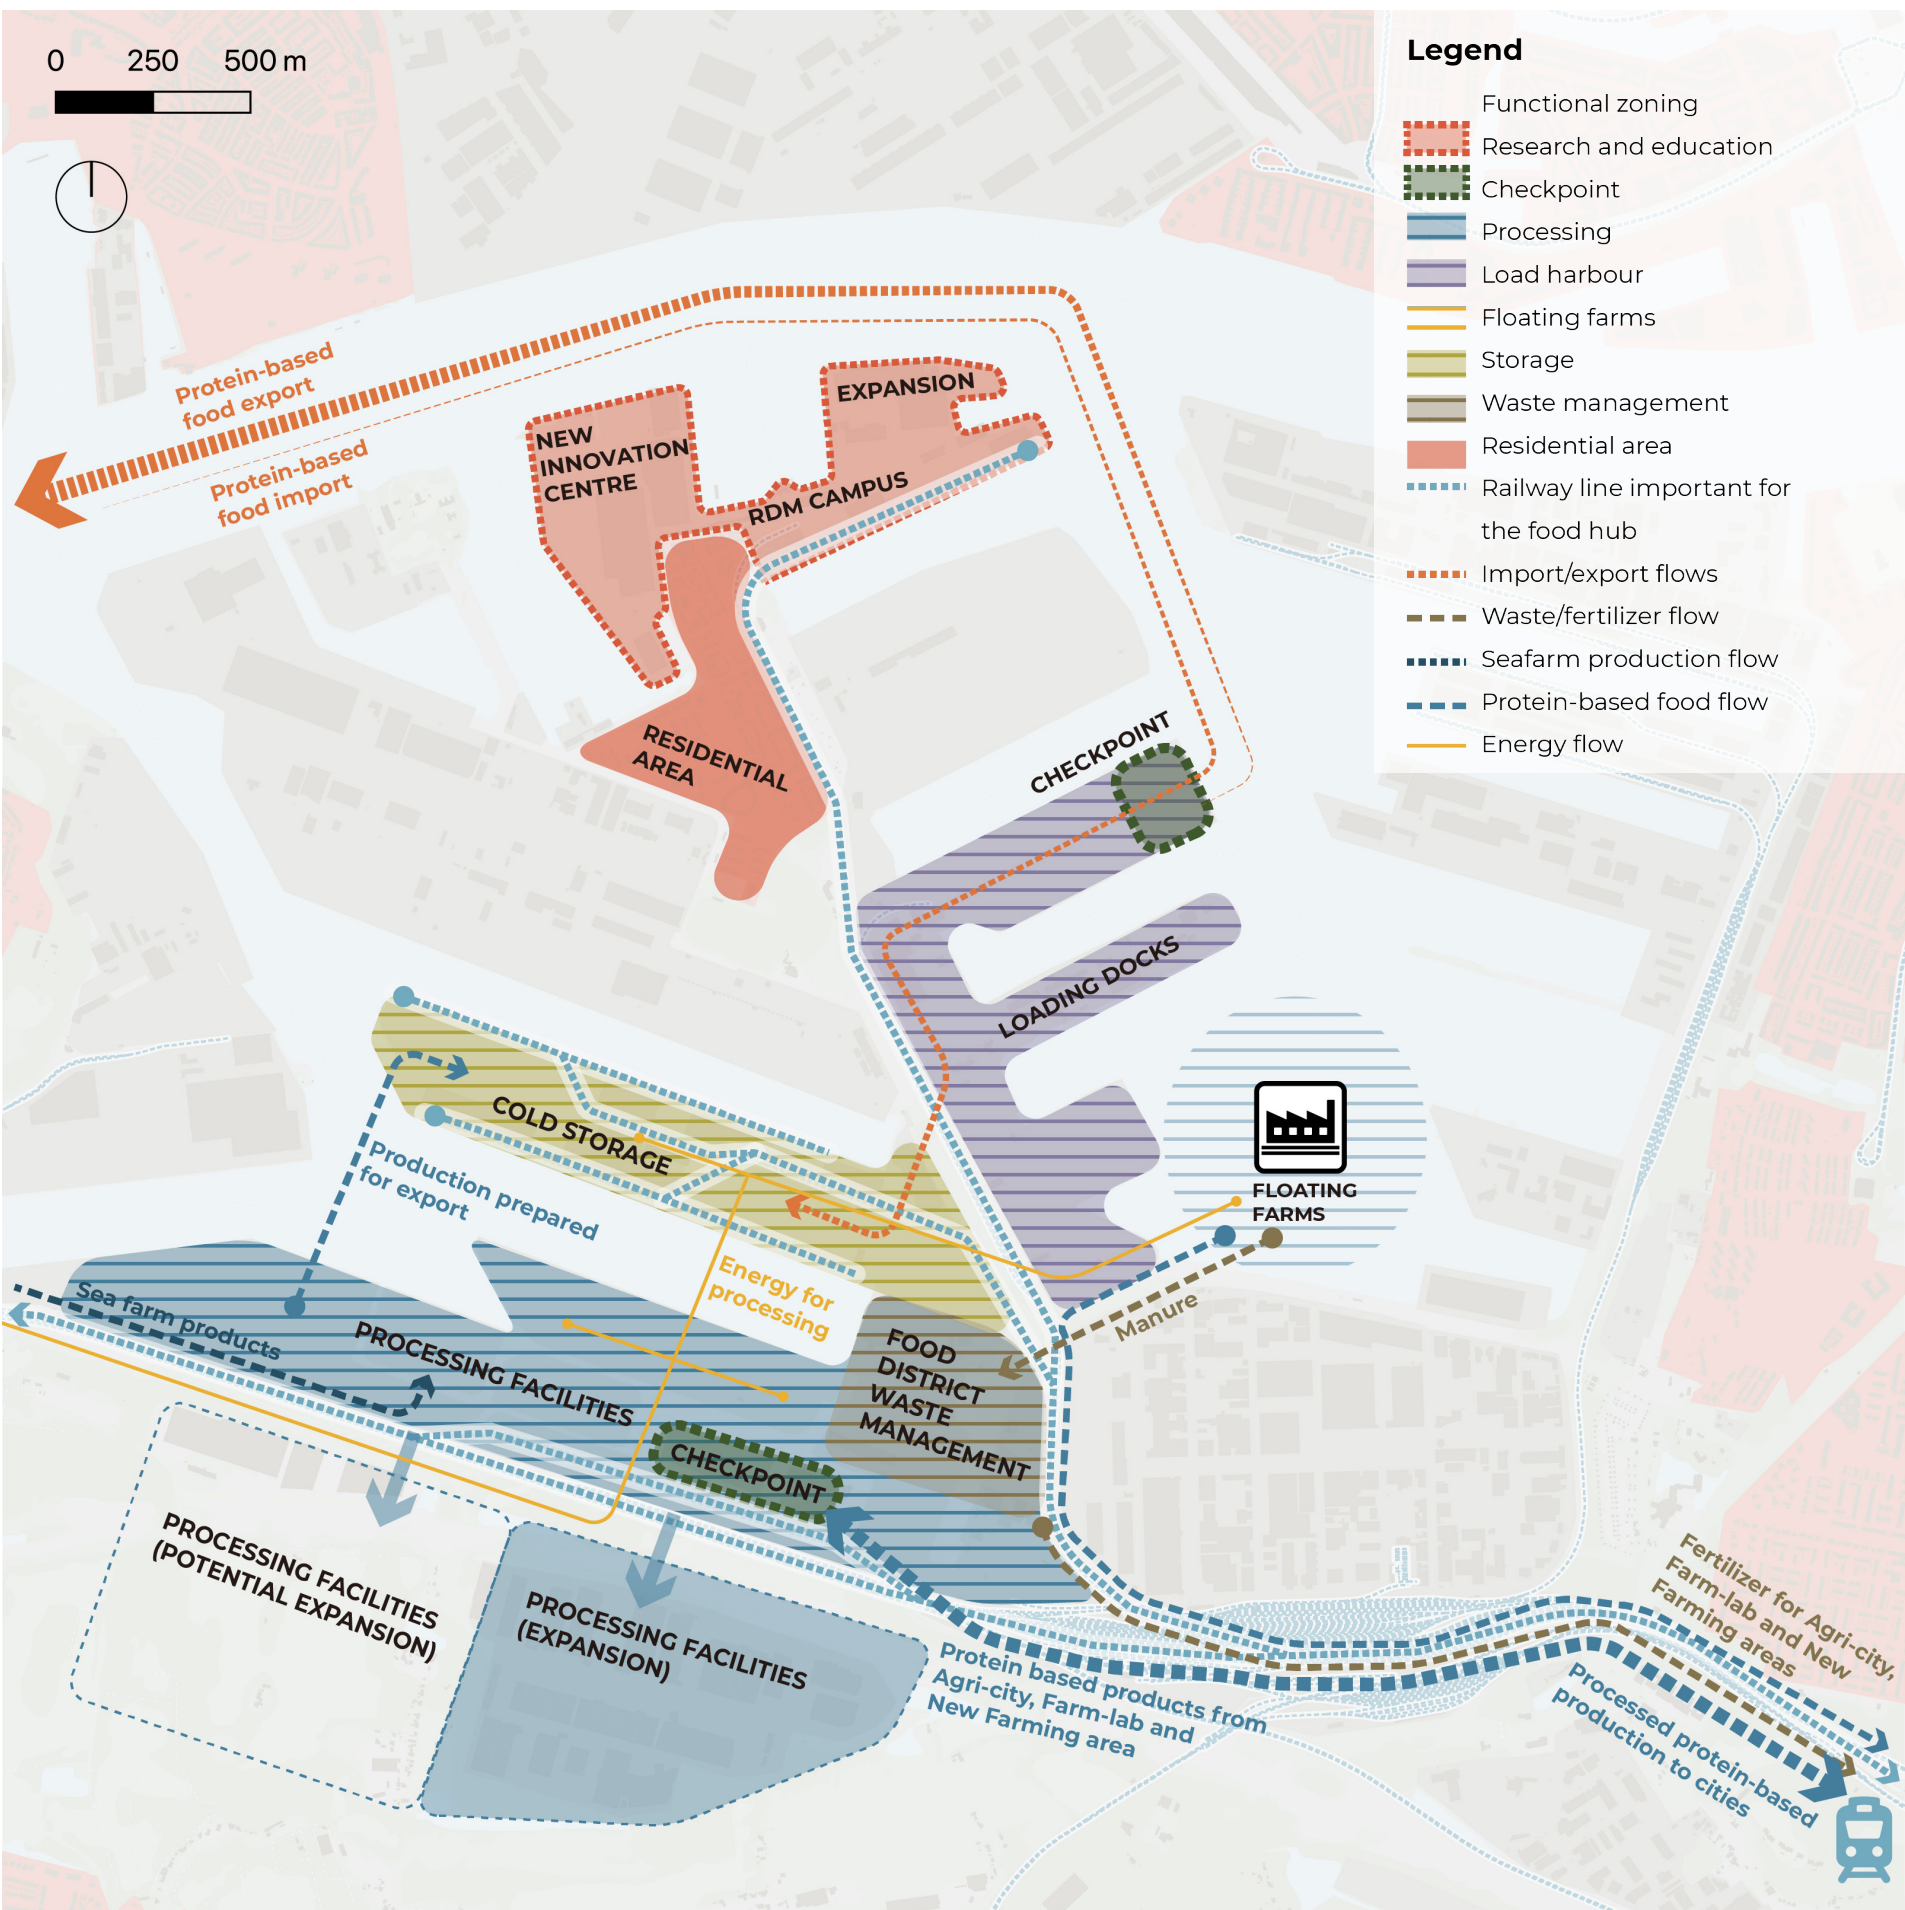 0 250 500 m
Legend
Functional zoning
Research and education
Checkpoint
Processing
Load harbour
Floating farms
Storage
Waste management
Residential area
Railway line important for
the food hub
Import/export flows
Waste/fertilizer flow
Seafarm production flow
Protein-based food flow
Energy flow
Protein-based
food export
Protein-based
food import
NEW
INNOVATION
CENTRE
EXPANSION
RDM CAMPUS
RESIDENTIAL
AREA
CHECKPOINT
LOADING DOCKS
COLD STORAGE
FLOATING
FARMS
Production prepared
for export
Energy for
processing
Manure
Sea farm products
PROCESSING FACILITIES
FOOD
DISTRICT
WASTE
MANAGEMENT
CHECKPOINT
PROCESSING FACILITIES
(POTENTIAL EXPANSION)
PROCESSING FACILITIES
(EXPANSION)
Protein based products from
Agri-city, Farm-lab and
New Farming area
Fertilizer for Agri-city,
Farm-lab and New
Farming areas
Processed protein-based
production to cities